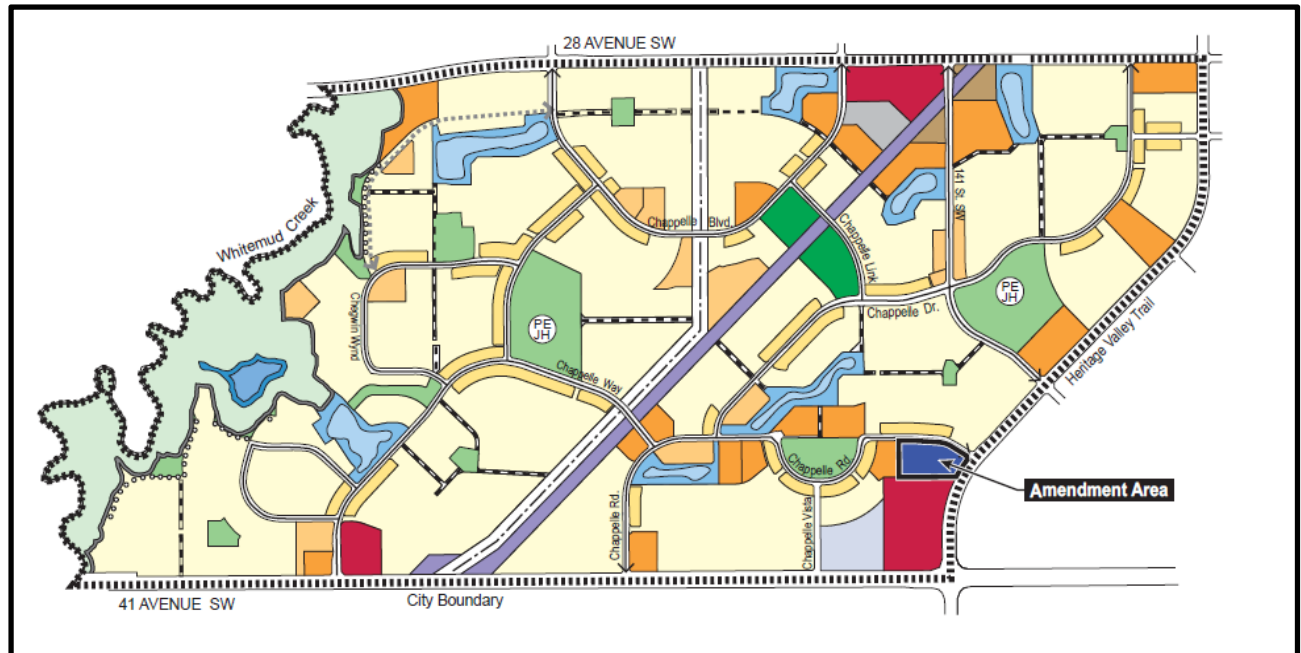 28 AVENUE SW
Whitemud Creek
141 St. SW
Chappelle Blvd.
Chappelle Link
PE
JH
Chegwin Wynd
PE
JH
Chappelle Dr.
Heritage Valley Trail
Chappelle Way
Chappelle Rd.
Amendment Area
Chappelle Rd.
Chappelle Vista
41 AVENUE SW
City Boundary